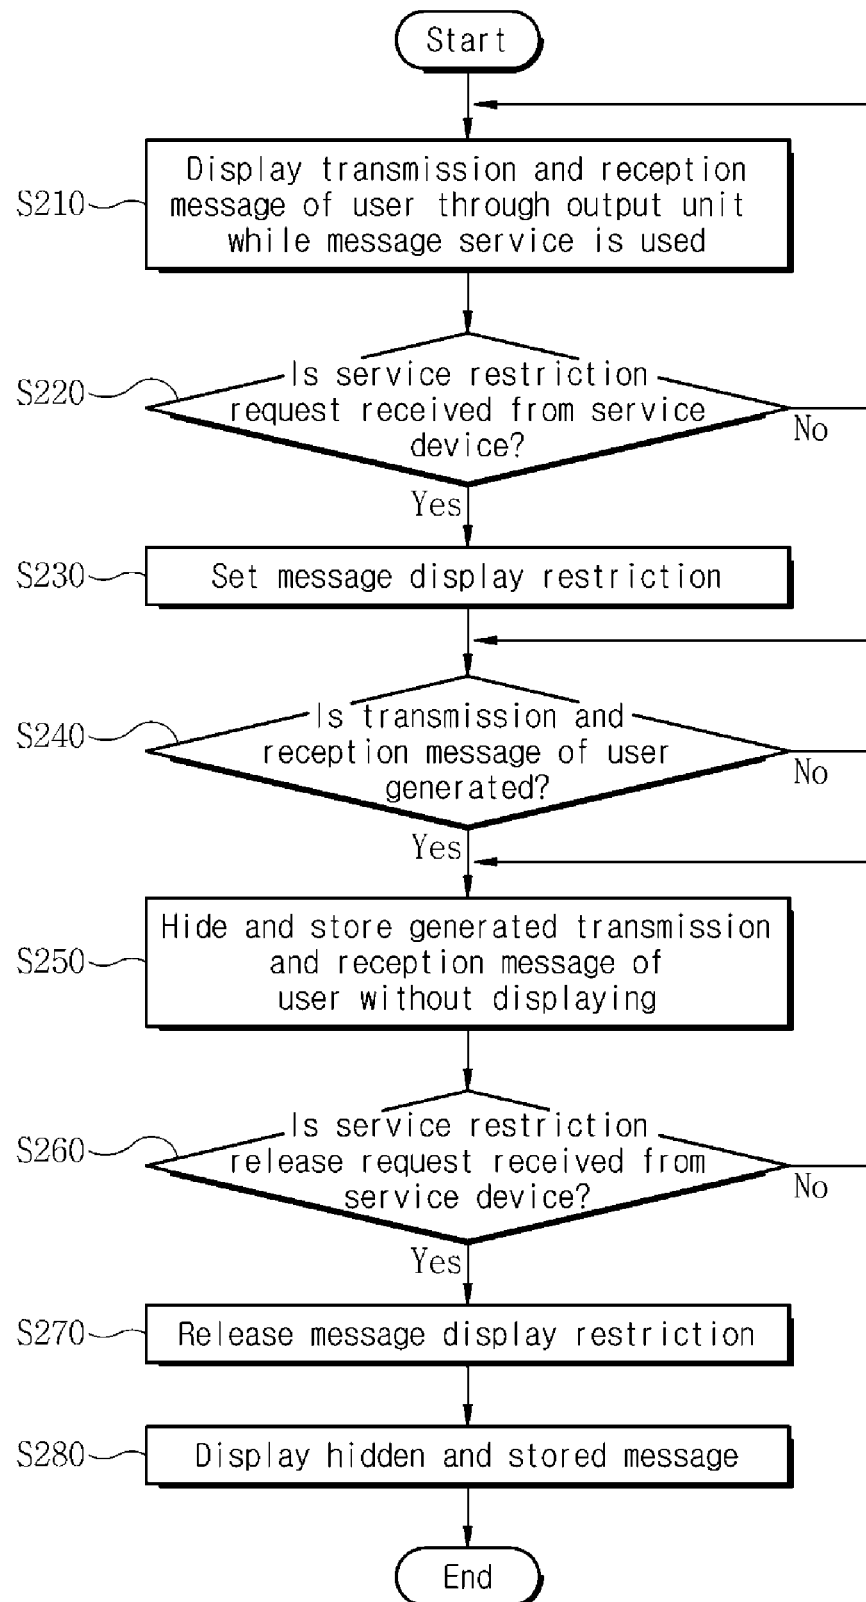 Start
S210
Display transmission and reception
message of user through output unit
while message service is used
S220
Is service restriction
request received from service
device?
No
Yes
S230
Set message display restriction
S240
Is transmission and
reception message of user
generated?
No
Yes
S250
Hide and store generated transmission
and reception message of
user without displaying
S260
Is service restriction
release request received from
service device?
No
Yes
S270
Release message display restriction
S280
Display hidden and stored message
End